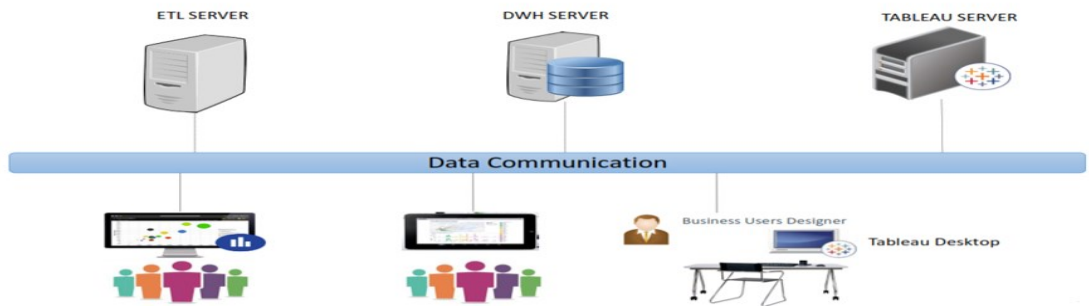 ETL SERVER
DWH SERVER
TABLEAU SERVER
Data Communication
Business Users Designer
Tableau Desktop